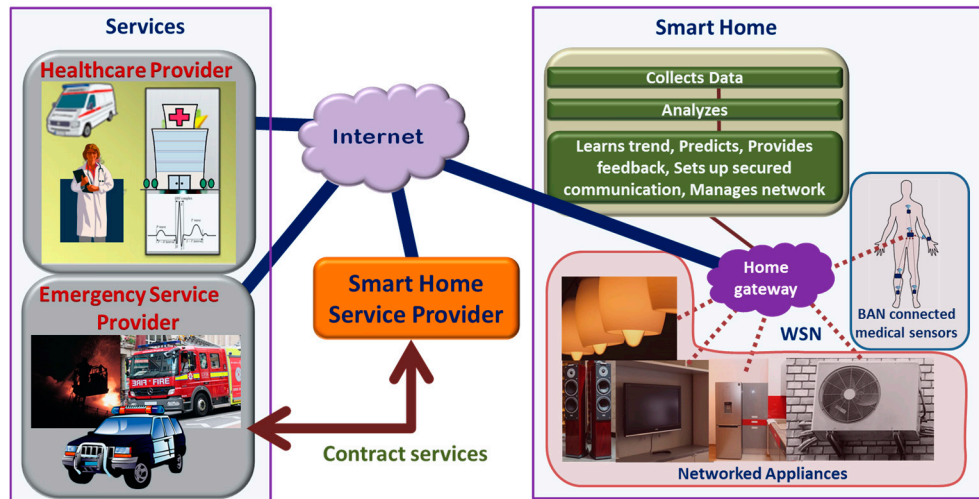 Services
Healthcare Provider
Emergency Service
Provider
FIRE
Internet
Smart Home
Service Provider
Contract services
Smart Home
Collects Data
Analyzes
Learns trend, Predicts, Provides
feedback, Sets up secured
communication, Manages network
Home
gateway
WSN
BAN connected
medical sensors
Networked Appliances